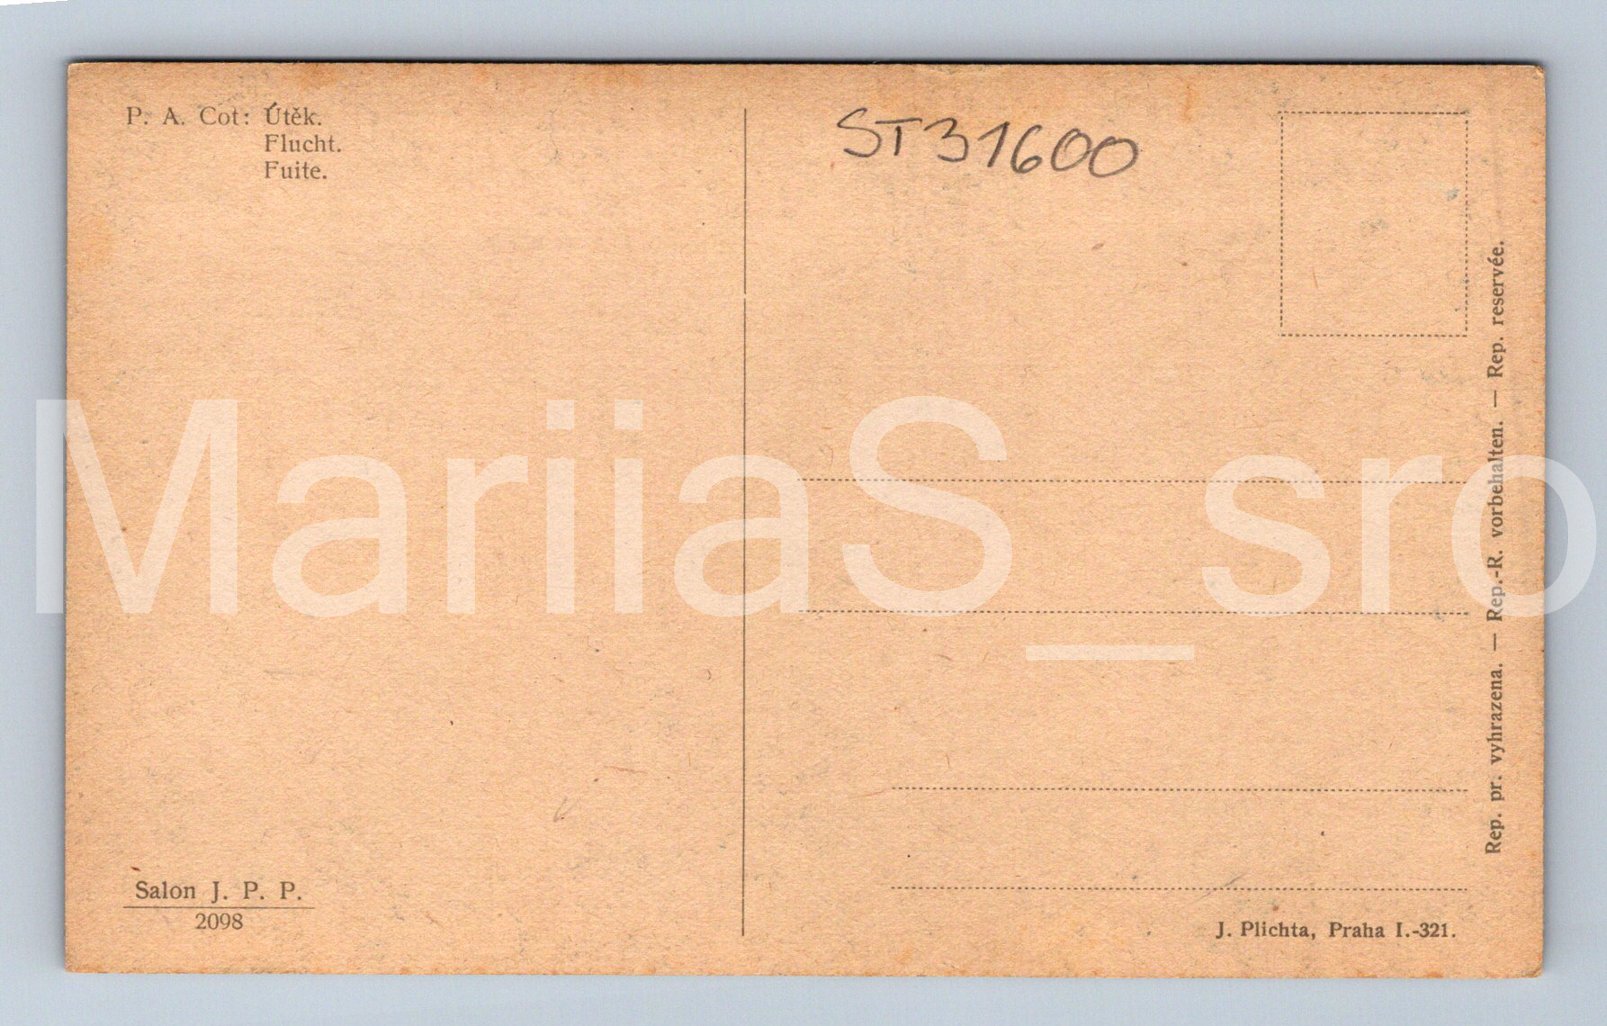 P. A. Cot: Útěk.
Flucht.
Fuite.
ST31600
Rep. pr. vyhrazena. — Rep.-R. vorbehalten. — Rep. reservée.
MariiaS_sro
Salon J. P. P.
2098
J. Plichta, Praha I.-321.